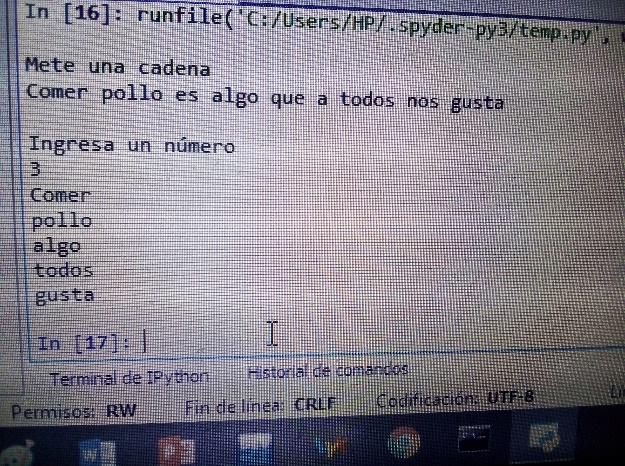 In [16]: runfile('C:/Users/HP/.spyder-py3/temp.py',
Mete una cadena
Comer pollo es algo que a todos nos gusta
Ingresa un número
3
Comer
pollo
algo
todos
gusta
In [17]:
Terminal de IPython Historial de comandos
Permisos: RW Fin de línea: CRLF Codificación: UTF-8